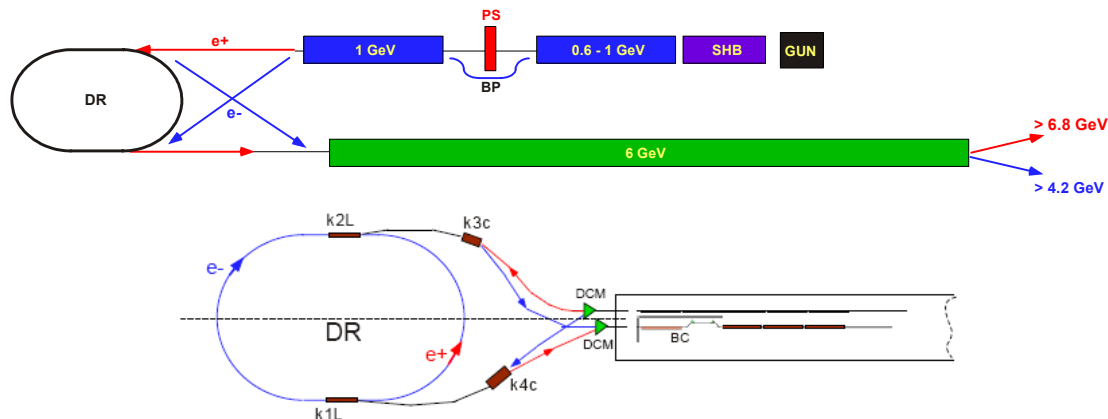 PS
e+
1 GeV
0.6 - 1 GeV
SHB
GUN
BP
DR
e-
6 GeV
> 6.8 GeV
> 4.2 GeV
k2L
k3c
e-
DCM
DR
BC
e+
DCM
k4c
k1L